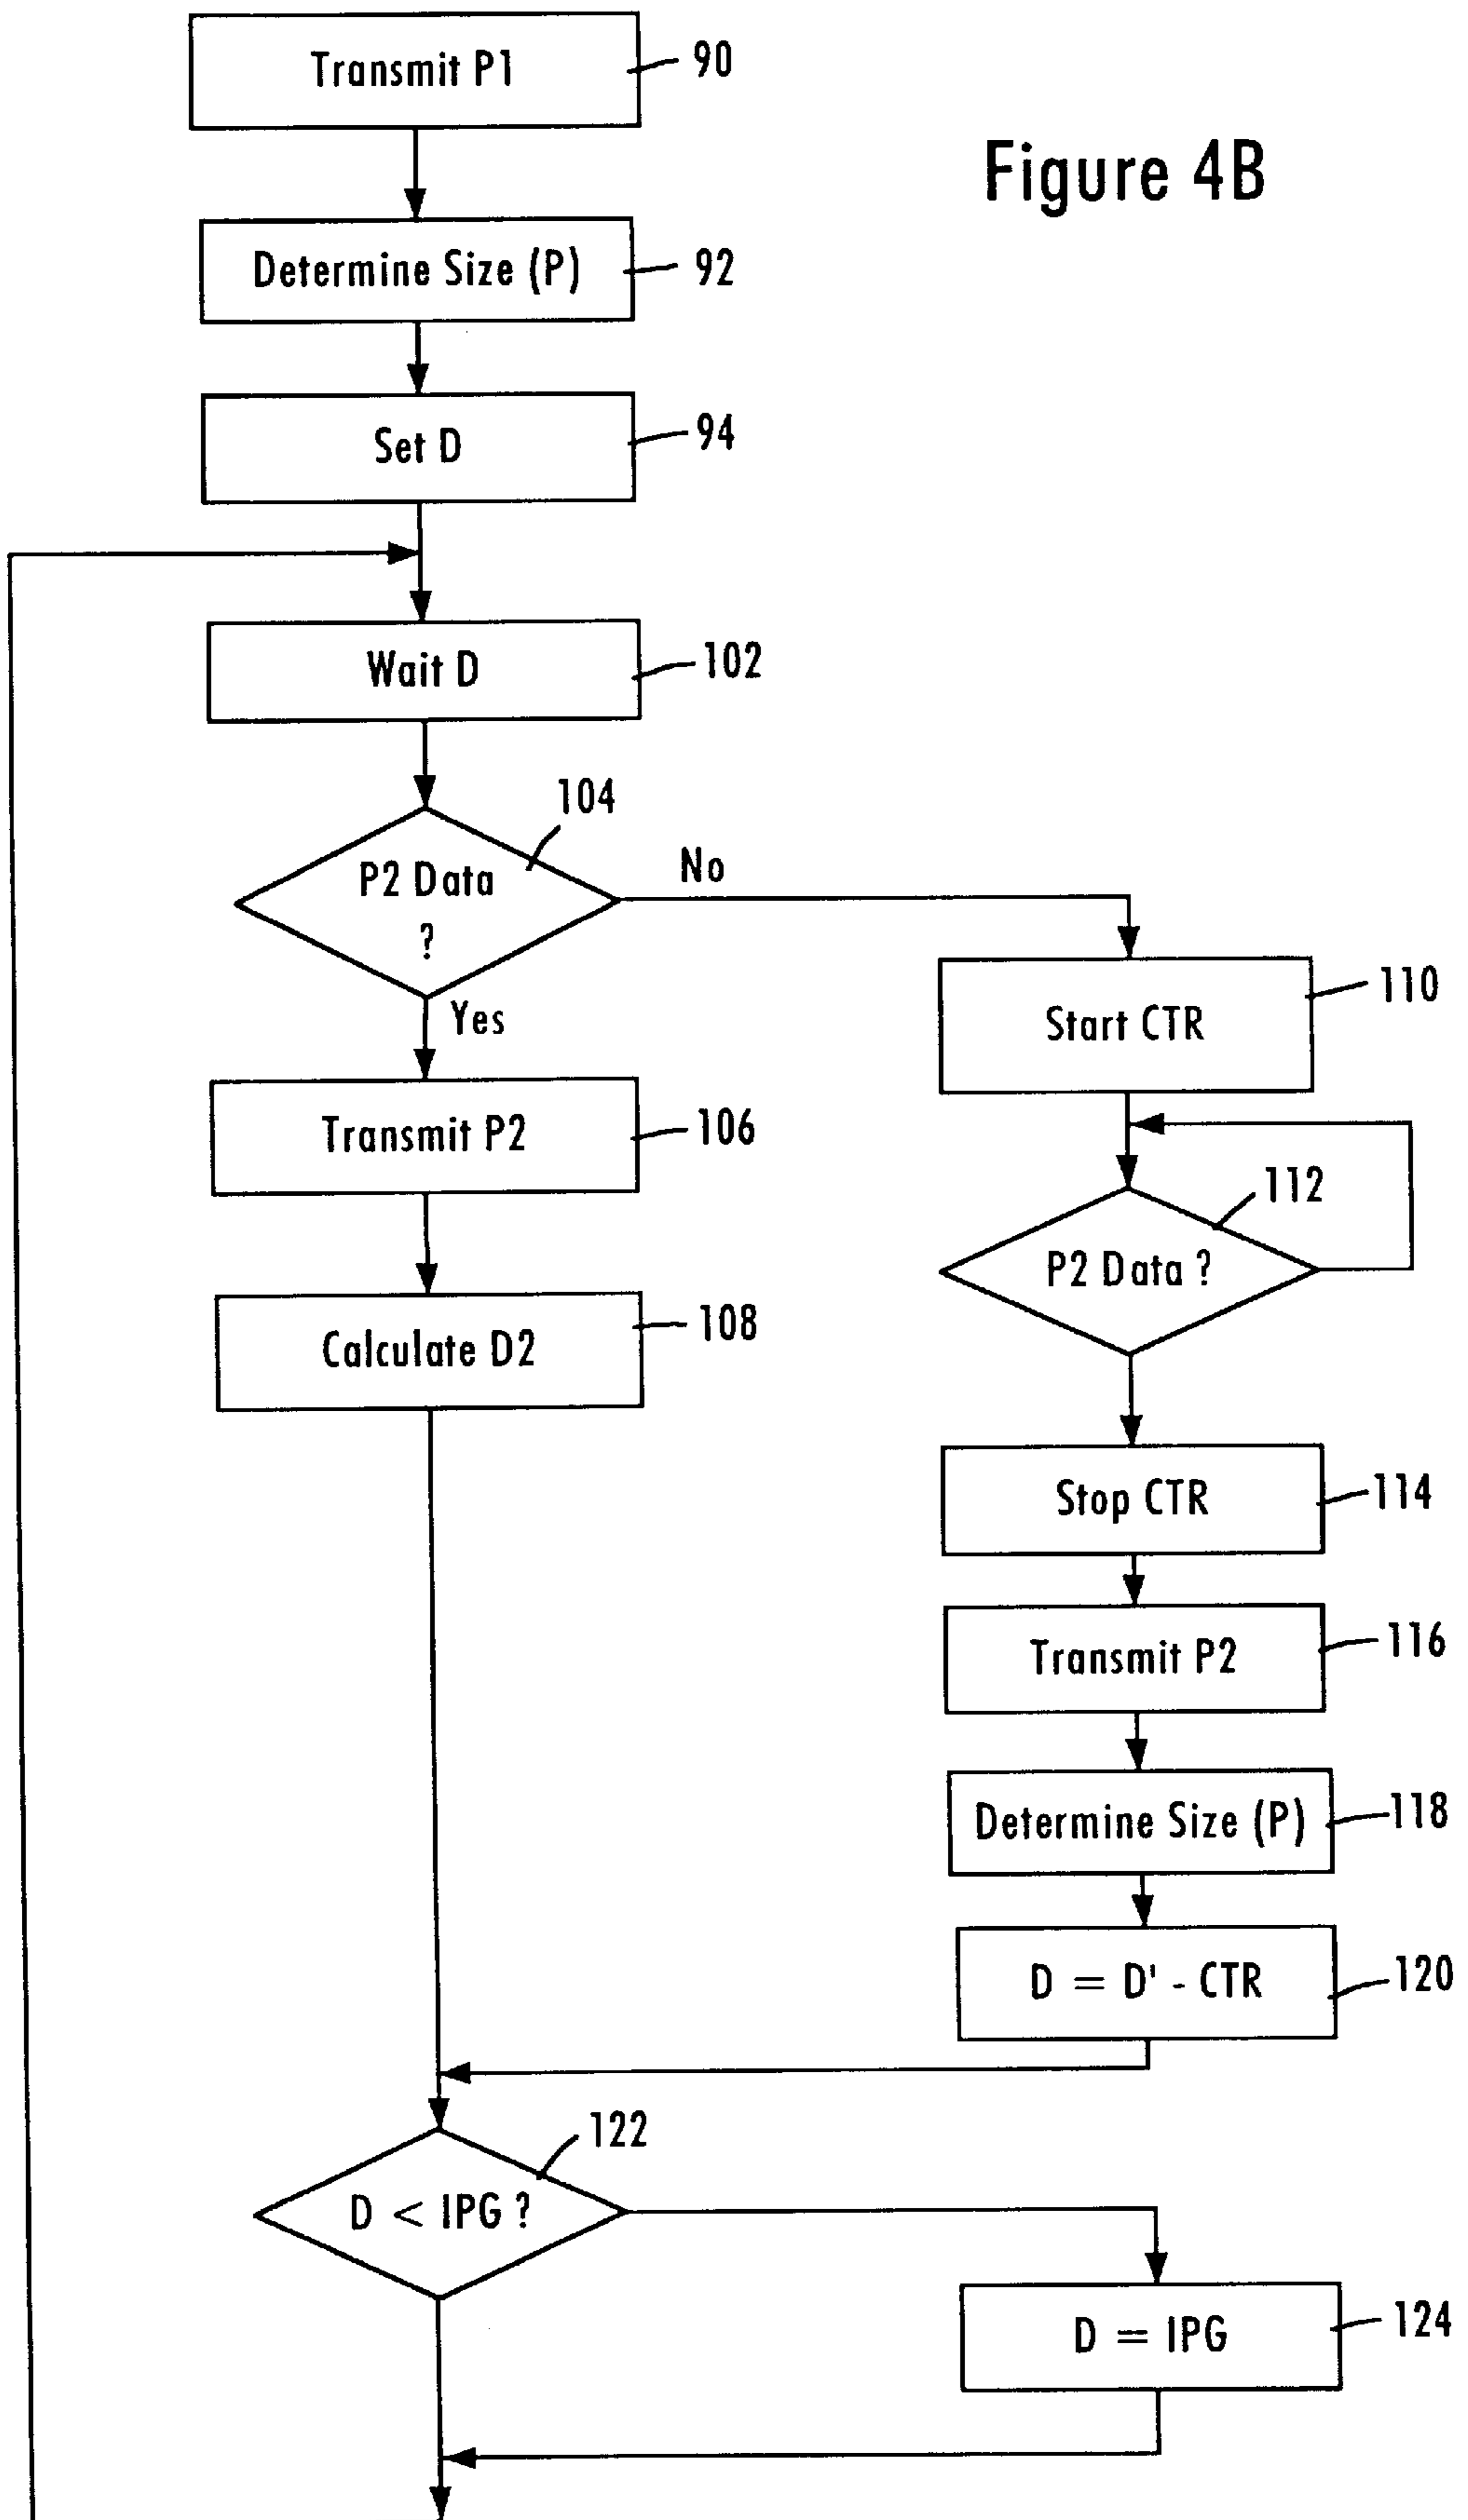 Transmit P1
90
Figure 4B
Determine Size (P)
92
Set D
94
Wait D
102
104
P2 Data
?
No
Yes
Start CTR
110
Transmit P2
106
112
P2 Data ?
Calculate D2
108
Stop CTR
114
Transmit P2
116
Determine Size (P)
118
D = D' - CTR
120
122
D < IPG ?
D = IPG
124